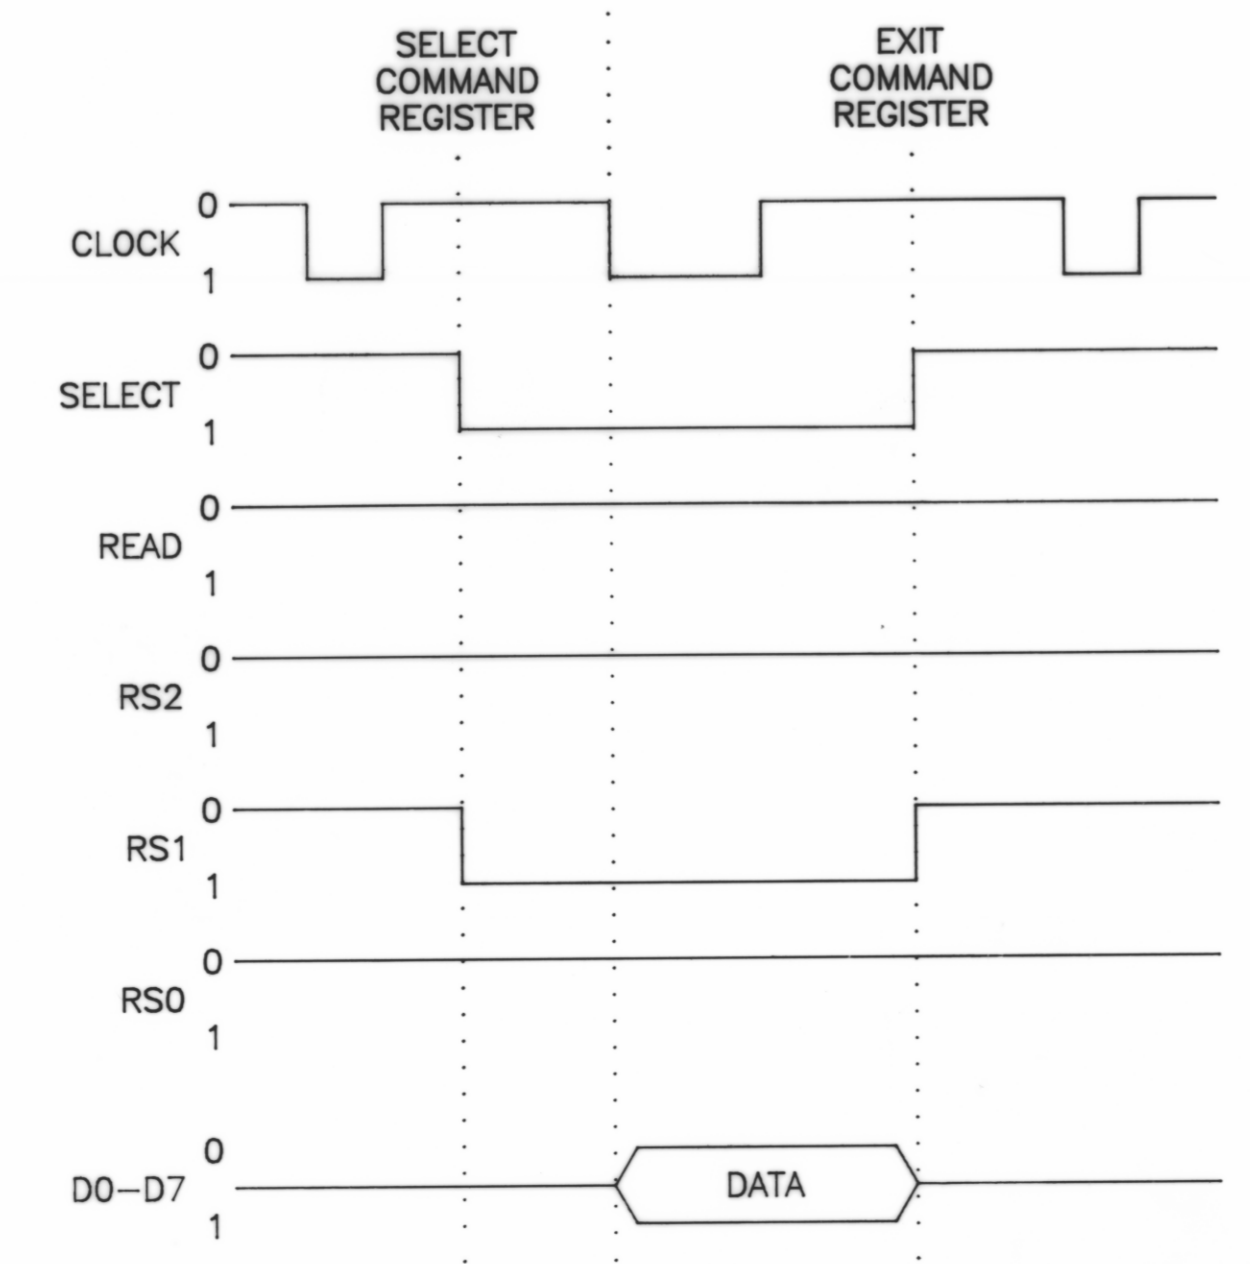 SELECT
COMMAND
REGISTER
EXIT
COMMAND
REGISTER
0
CLOCK
1
0
SELECT
1
0
READ
1
0
RS2
1
0
RS1
1
0
RS0
1
0
D0-D7
DATA
1